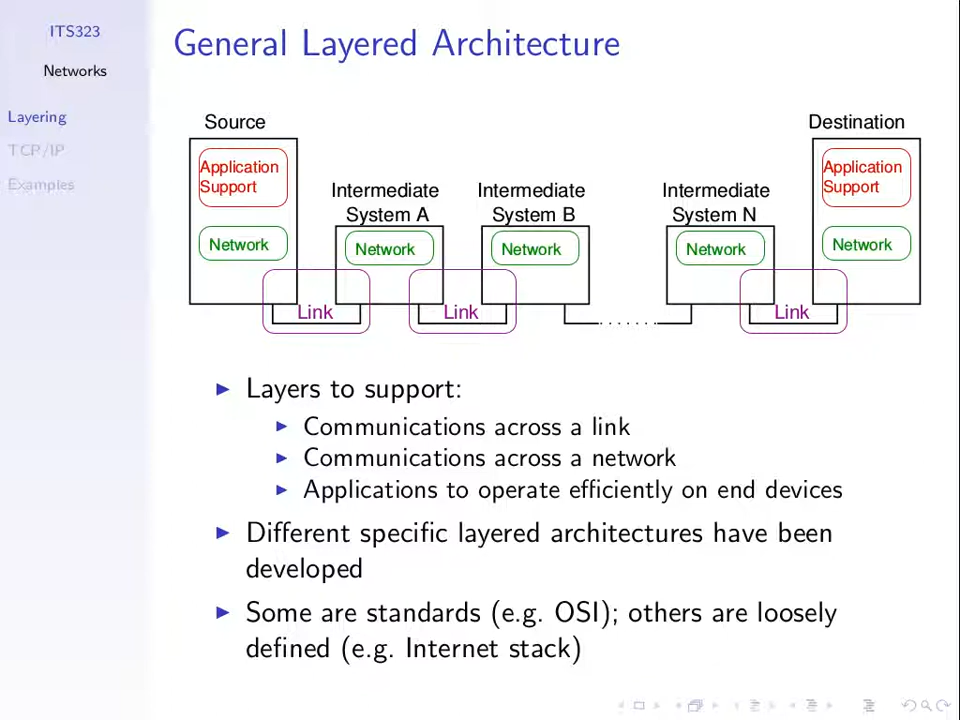 ITS323
Networks
Layering
TCP/IP
Examples
General Layered Architecture
Source
Destination
Application
Support
Application
Support
Intermediate
System A
Intermediate
System B
Intermediate
System N
Network
Network
Network
Network
Network
Link
Link
Link
Layers to support:
Communications across a link
Communications across a network
Applications to operate efficiently on end devices
Different specific layered architectures have been
developed
Some are standards (e.g. OSI); others are loosely
defined (e.g. Internet stack)